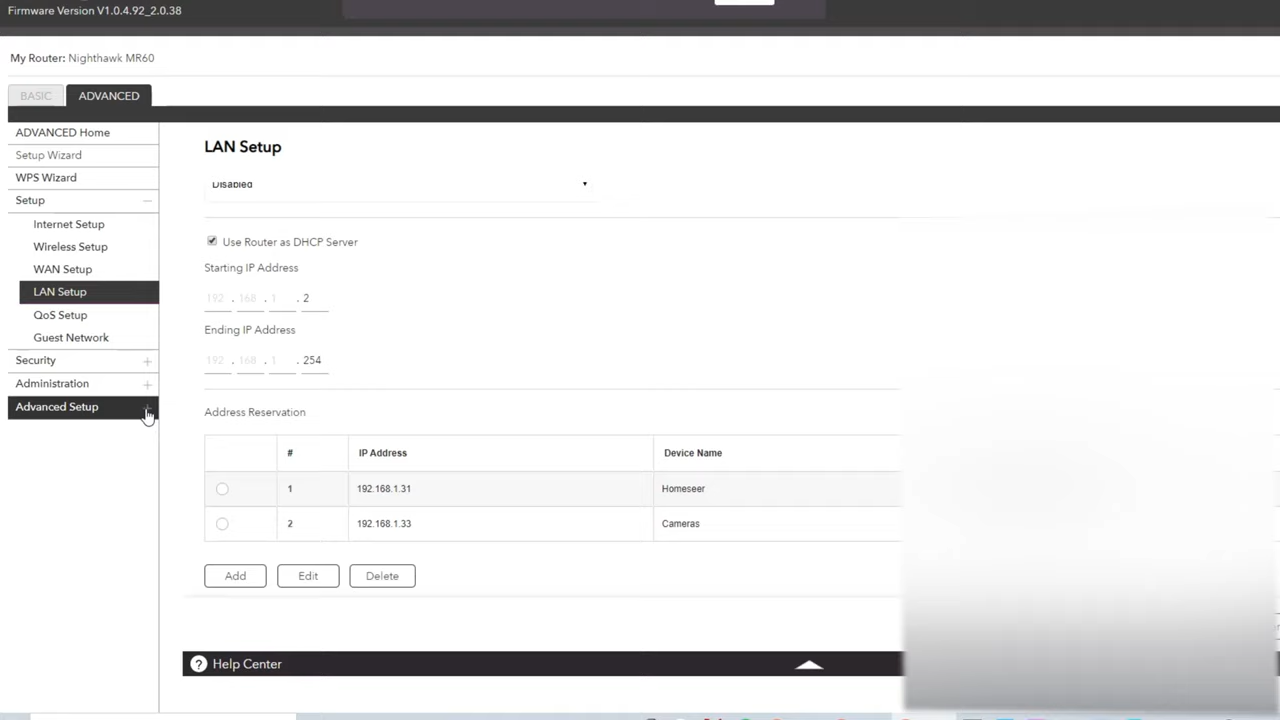 Firmware Version V1.0.4.92_2.0.38
My Router: Nighthawk MR60
BASIC
ADVANCED
ADVANCED Home
Setup Wizard
WPS Wizard
Setup
Internet Setup
Wireless Setup
WAN Setup
LAN Setup
QoS Setup
Guest Network
Security
Administration
Advanced Setup
LAN Setup
Disabled
Use Router as DHCP Server
Starting IP Address
192 . 168 . 1 . 2
Ending IP Address
192 . 168 . 1 . 254
Address Reservation
# IP Address Device Name
1 192.168.1.31 Homeseer
2 192.168.1.33 Cameras
Add Edit Delete
? Help Center